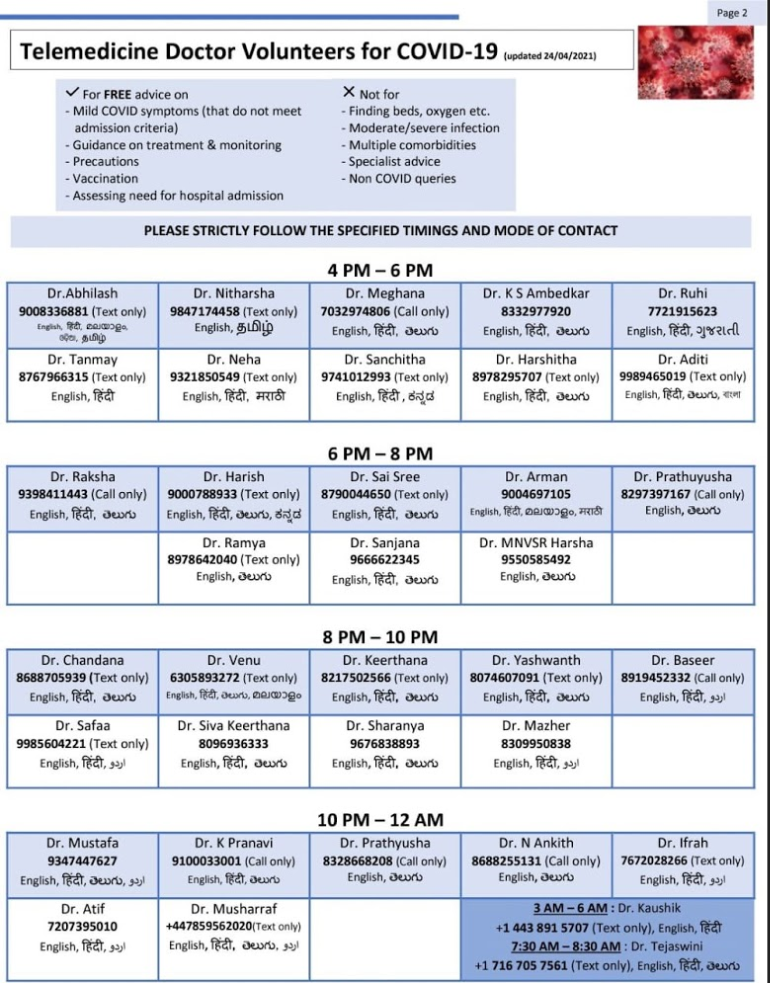 Page 2
Telemedicine Doctor Volunteers for COVID-19 (updated 24/04/2021)
✓ For FREE advice on
- Mild COVID symptoms (that do not meet
admission criteria)
- Guidance on treatment & monitoring
- Precautions
- Vaccination
- Assessing need for hospital admission
✕ Not for
- Finding beds, oxygen etc.
- Moderate/severe infection
- Multiple comorbidities
- Specialist advice
- Non COVID queries
PLEASE STRICTLY FOLLOW THE SPECIFIED TIMINGS AND MODE OF CONTACT
4 PM – 6 PM
Dr.Abhilash
9008336881 (Text only)
English, हिंदी, മലയാളം,
ଓଡ଼ିଆ, தமிழ்
Dr. Nitharsha
9847174458 (Text only)
English, தமிழ்
Dr. Meghana
7032974806 (Call only)
English, हिंदी, తెలుగు
Dr. K S Ambedkar
8332977920
English, हिंदी, తెలుగు
Dr. Ruhi
7721915623
English, हिंदी, ગુજરાતી
Dr. Tanmay
8767966315 (Text only)
English, हिंदी
Dr. Neha
9321850549 (Text only)
English, हिंदी, मराठी
Dr. Sanchitha
9741012993 (Text only)
English, हिंदी , ಕನ್ನಡ
Dr. Harshitha
8978295707 (Text only)
English, हिंदी, తెలుగు
Dr. Aditi
9989465019 (Text only)
English, हिंदी, తెలుగు, বাংলা
6 PM – 8 PM
Dr. Raksha
9398411443 (Call only)
English, हिंदी, తెలుగు
Dr. Harish
9000788933 (Text only)
English, हिंदी, తెలుగు, ಕನ್ನಡ
Dr. Sai Sree
8790044650 (Text only)
English, हिंदी, తెలుగు
Dr. Arman
9004697105
English, हिंदी, മലയാളം, मराठी
Dr. Prathuyusha
8297397167 (Call only)
English, తెలుగు
Dr. Ramya
8978642040 (Text only)
English, తెలుగు
Dr. Sanjana
9666622345
English, हिंदी, తెలుగు
Dr. MNVSR Harsha
9550585492
English, తెలుగు
8 PM – 10 PM
Dr. Chandana
8688705939 (Text only)
English, हिंदी, తెలుగు
Dr. Venu
6305893272 (Text only)
English, हिंदी, తెలుగు, മലയാളം
Dr. Keerthana
8217502566 (Text only)
English, हिंदी, తెలుగు
Dr. Yashwanth
8074607091 (Text only)
English, हिंदी, తెలుగు
Dr. Baseer
8919452332 (Call only)
English, हिंदी, اردو
Dr. Safaa
9985604221 (Text only)
English, हिंदी, اردو
Dr. Siva Keerthana
8096936333
English, हिंदी, తెలుగు
Dr. Sharanya
9676838893
English, हिंदी, తెలుగు
Dr. Mazher
8309950838
English, हिंदी, اردو
10 PM – 12 AM
Dr. Mustafa
9347447627
English, हिंदी, తెలుగు, اردو
Dr. K Pranavi
9100033001 (Call only)
English, हिंदी, తెలుగు
Dr. Prathyusha
8328668208 (Call only)
English, తెలుగు
Dr. N Ankith
8688255131 (Call only)
English, తెలుగు
Dr. Ifrah
7672028266 (Text only)
English, हिंदी, اردو
Dr. Atif
7207395010
English, हिंदी, اردو
Dr. Musharraf
+447859562020(Text only)
English, हिंदी, తెలుగు, اردو
3 AM – 6 AM : Dr. Kaushik
+1 443 891 5707 (Text only), English, हिंदी
7:30 AM – 8:30 AM : Dr. Tejaswini
+1 716 705 7561 (Text only), English, हिंदी, తెలుగు